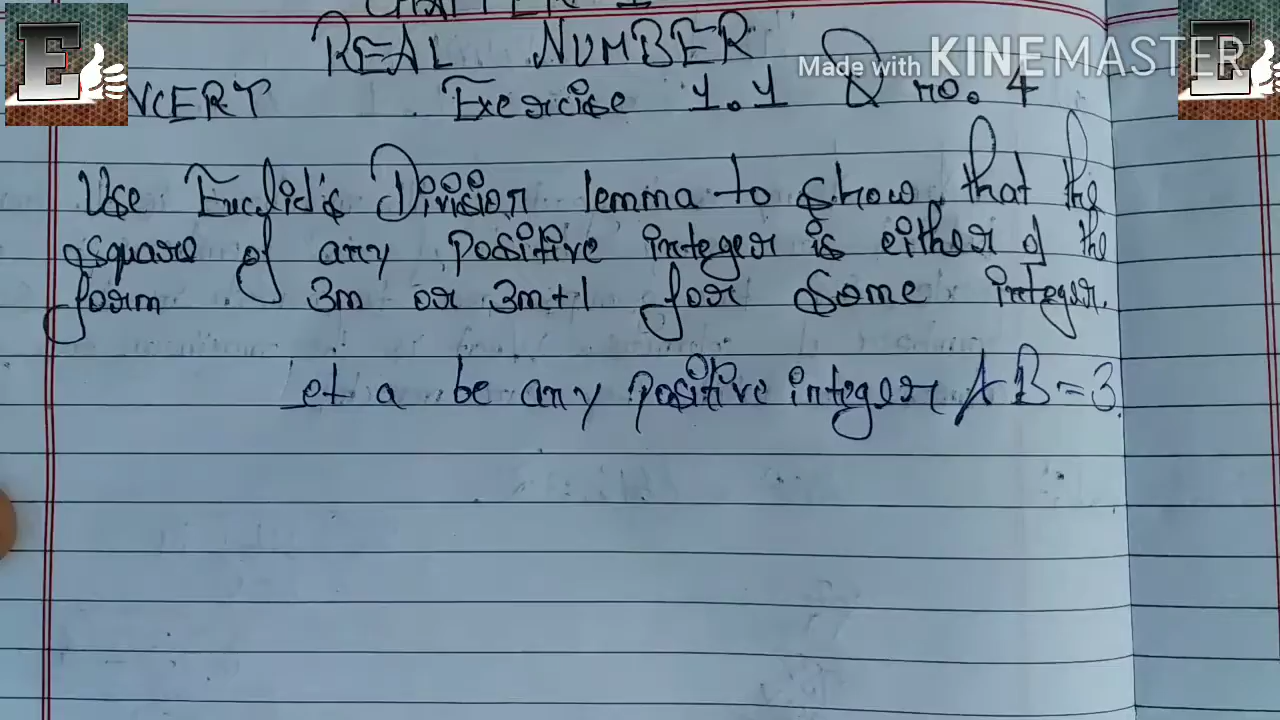 REAL NUMBER
Made with KINEMASTER
E
E
NCERT Exercise 1.1 Q no. 4
Use Euclid's Division lemma to show that the
square of any positive integer is either of the
form 3m or 3m+1 for some integer.
et a be any positive integer & B=3